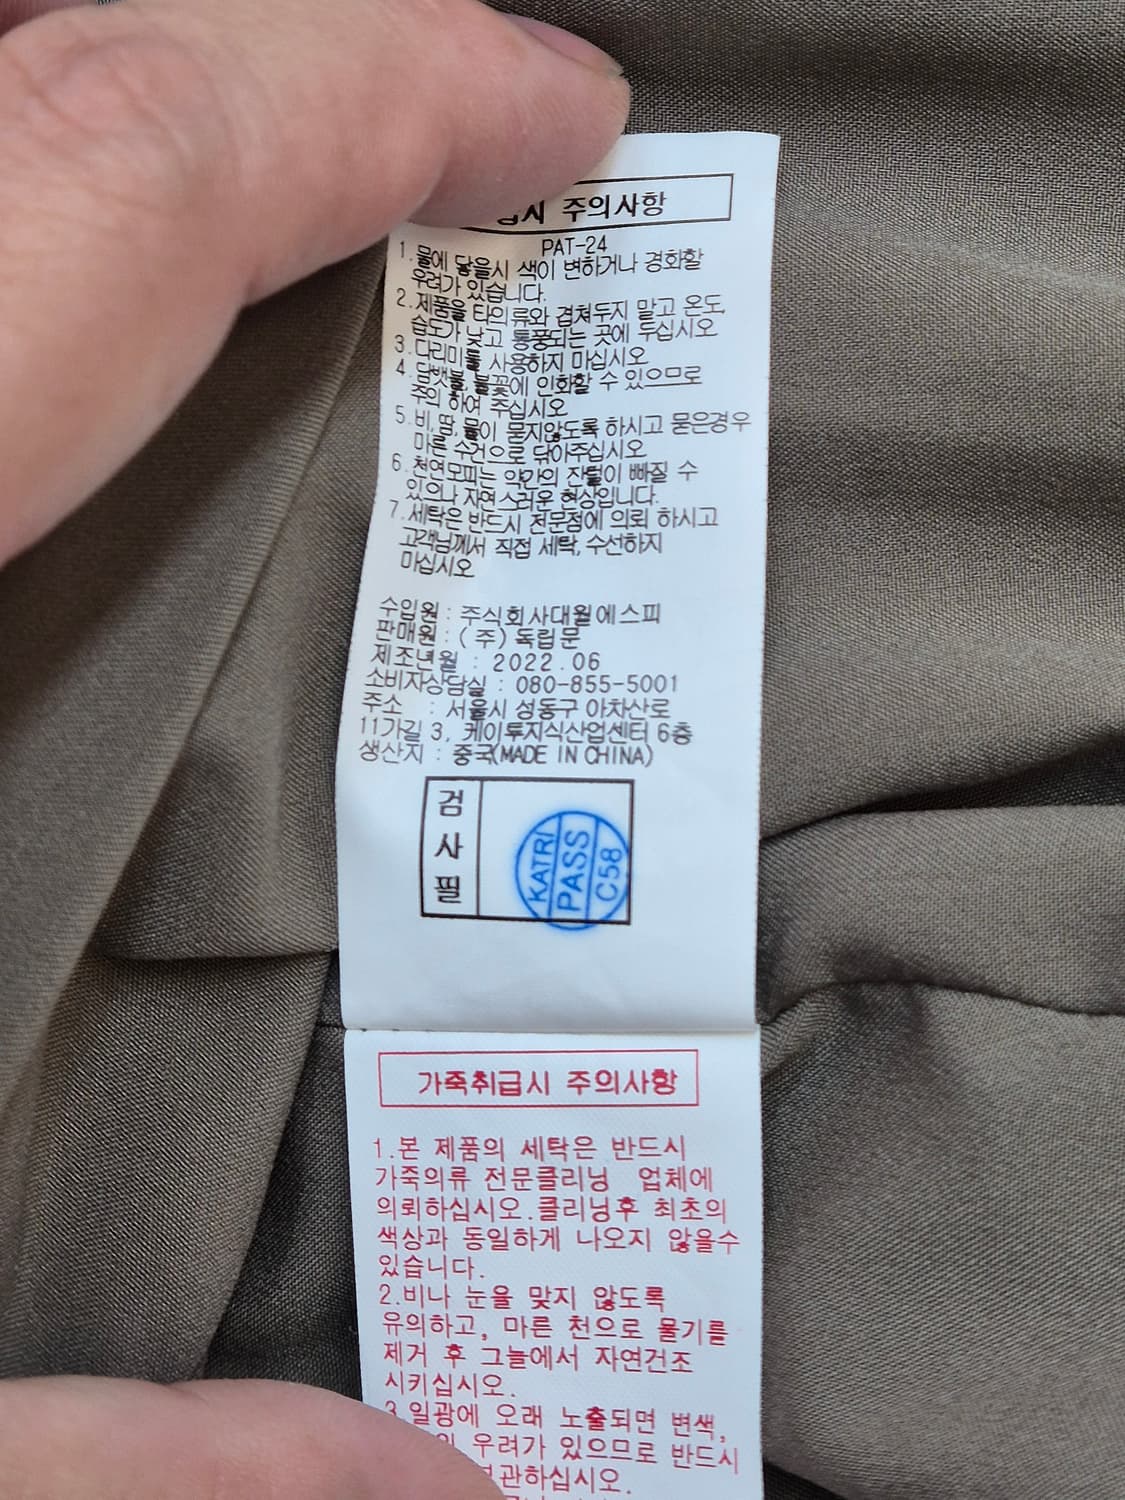 주의사항
PAT-24
1.물에 닿을시 색이 변하거나 경화할
우려가 있습니다.
2.제품을 타의류와 겹쳐두지 말고 온도,
습도가 낮고 통풍되는 곳에 두십시오
3.다리미를 사용하지 마십시오
4.담뱃불,불꽃에 인화할 수 있으므로
주의 하여 주십시오
5.비,땀,물이 묻지않도록 하시고 묻은경우
마른 수건으로 닦아주십시오
6.천연모피는 약간의 잔털이 빠질 수
있으나 자연스러운 현상입니다.
7.세탁은 반드시 전문점에 의뢰 하시고
고객님께서 직접 세탁,수선하지
마십시오
수입원 : 주식회사대월에스피
판매원 : (주)독립문
제조년월 : 2022.06
소비자상담실 : 080-855-5001
주소 : 서울시 성동구 아차산로
11가길 3, 케이투지식산업센터 6층
생산지 : 중국(MADE IN CHINA)
검사필
KATRI
PASS
C58
가죽취급시 주의사항
1.본 제품의 세탁은 반드시
가죽의류 전문클리닝 업체에
의뢰하십시오.클리닝후 최초의
색상과 동일하게 나오지 않을수
있습니다.
2.비나 눈을 맞지 않도록
유의하고, 마른 천으로 물기를
제거 후 그늘에서 자연건조
시키십시오.
3.일광에 오래 노출되면 변색,
우려가 있으므로 반드시
관하십시오.